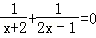 1/(x+2) + 1/(2x−1) = 0